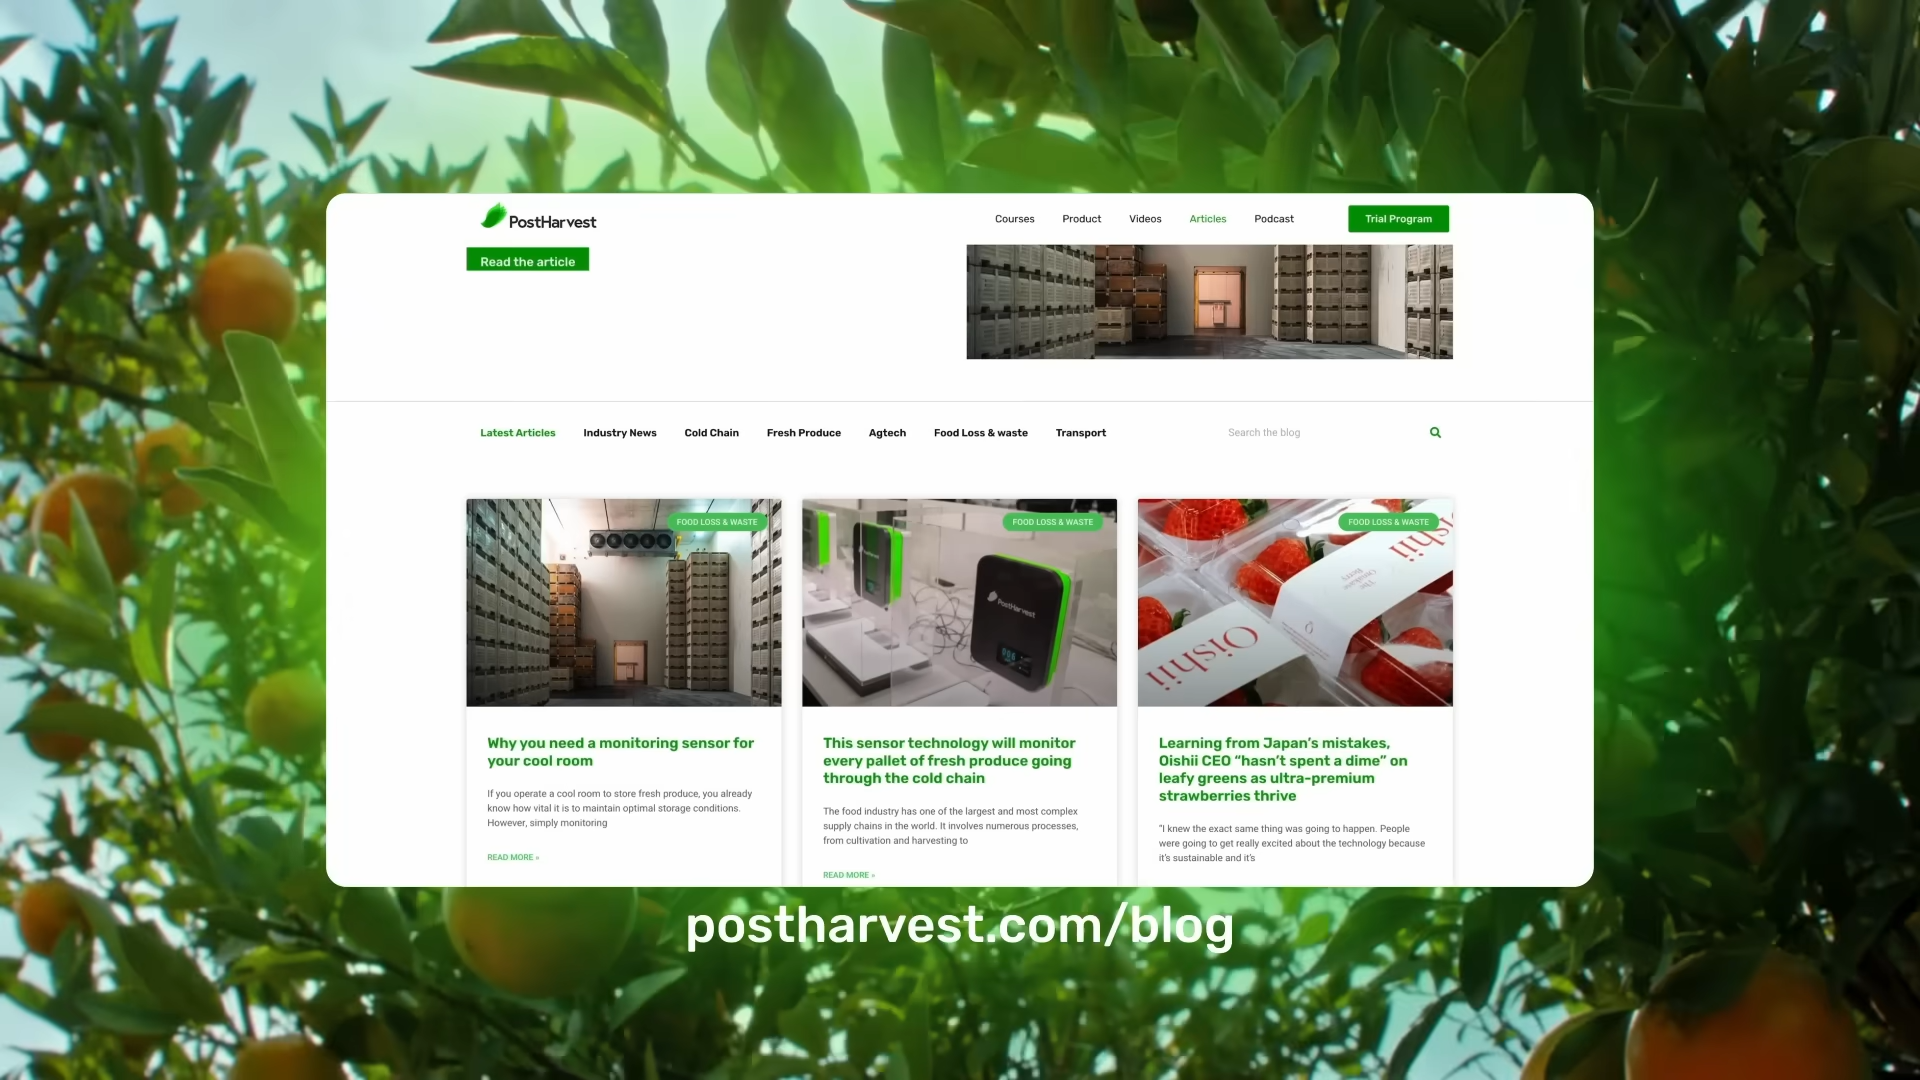 PostHarvest
Courses Product Videos Articles Podcast Trial Program
Read the article
Latest Articles Industry News Cold Chain Fresh Produce Agtech Food Loss & waste Transport Search the blog
FOOD LOSS & WASTE
FOOD LOSS & WASTE
PostHarvest
FOOD LOSS & WASTE
Oishii
Oishii
Why you need a monitoring sensor for
your cool room
If you operate a cool room to store fresh produce, you already
know how vital it is to maintain optimal storage conditions.
However, simply monitoring
READ MORE »
This sensor technology will monitor
every pallet of fresh produce going
through the cold chain
The food industry has one of the largest and most complex
supply chains in the world. It involves numerous processes,
from cultivation and harvesting to
READ MORE »
Learning from Japan’s mistakes,
Oishii CEO “hasn’t spent a dime” on
leafy greens as ultra-premium
strawberries thrive
“I knew the exact same thing was going to happen. People
were going to get really excited about the technology because
it’s sustainable and it’s
postharvest.com/blog